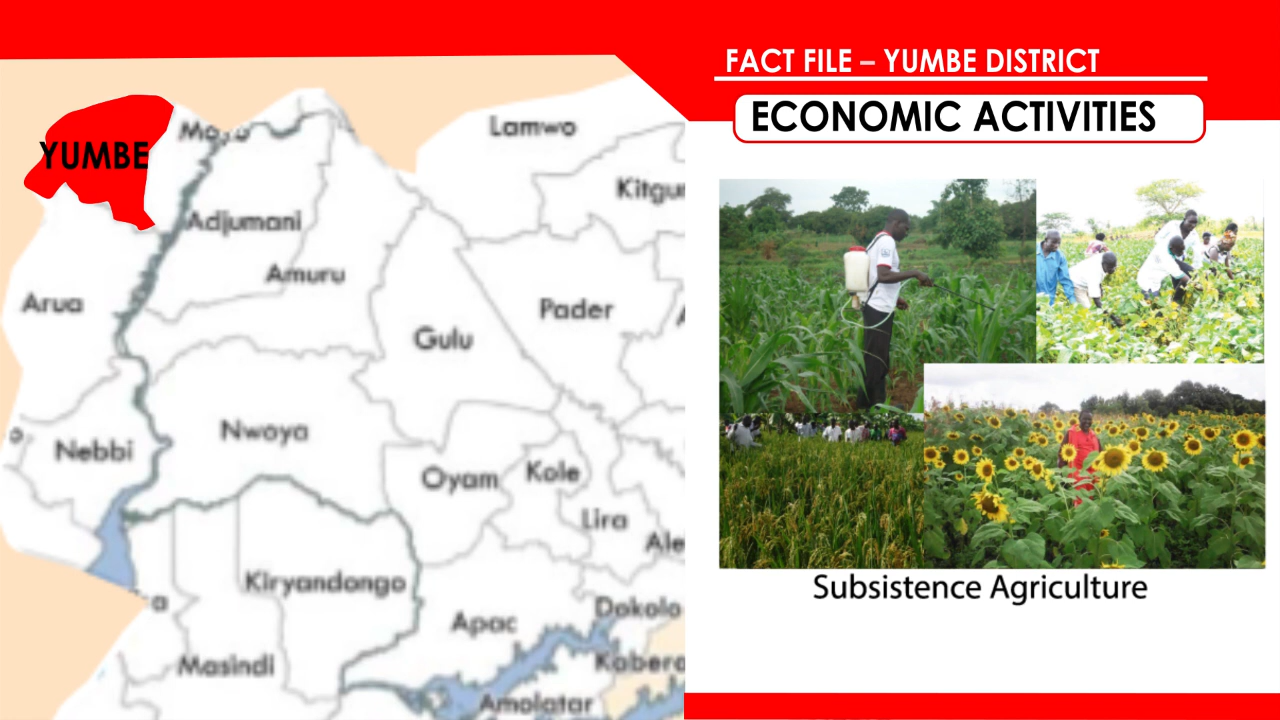 FACT FILE – YUMBE DISTRICT
ECONOMIC ACTIVITIES
YUMBE
Lamwo
Adjumani
Amuru
Arua
Pader
Gulu
Nwoya
Nebbi
Oyam
Kole
Lira
Kiryandongo
Apac
Dokolo
Masindi
Amolatar
Subsistence Agriculture